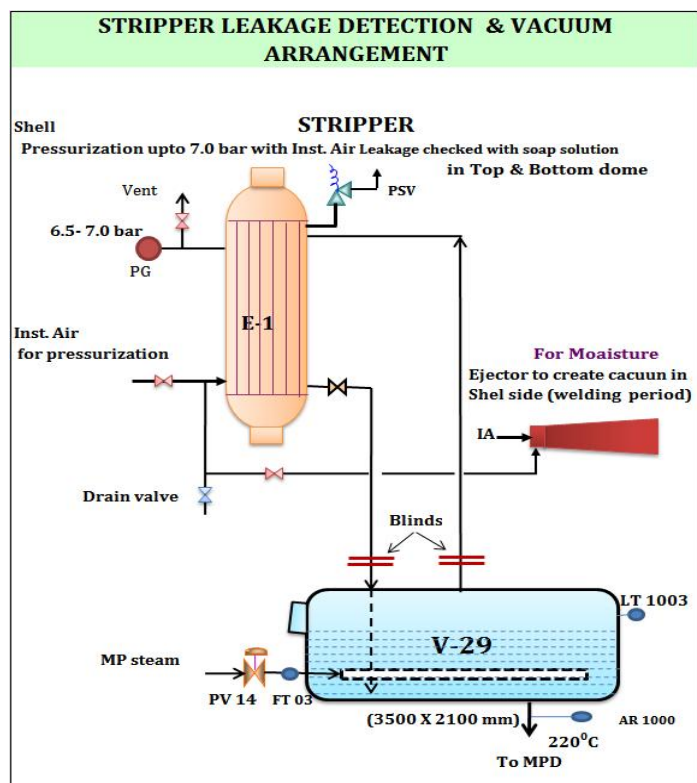 STRIPPER LEAKAGE DETECTION & VACUUM
ARRANGEMENT
Shell
STRIPPER
Pressurization upto 7.0 bar with Inst. Air Leakage checked with soap solution
in Top & Bottom dome
Vent
PSV
6.5- 7.0 bar
PG
E-1
Inst. Air
for pressurization
For Moaisture
Ejector to create cacuun in
Shel side (welding period)
IA
Drain valve
Blinds
LT 1003
V-29
MP steam
PV 14
FT 03
(3500 X 2100 mm)
AR 1000
220⁰C
To MPD